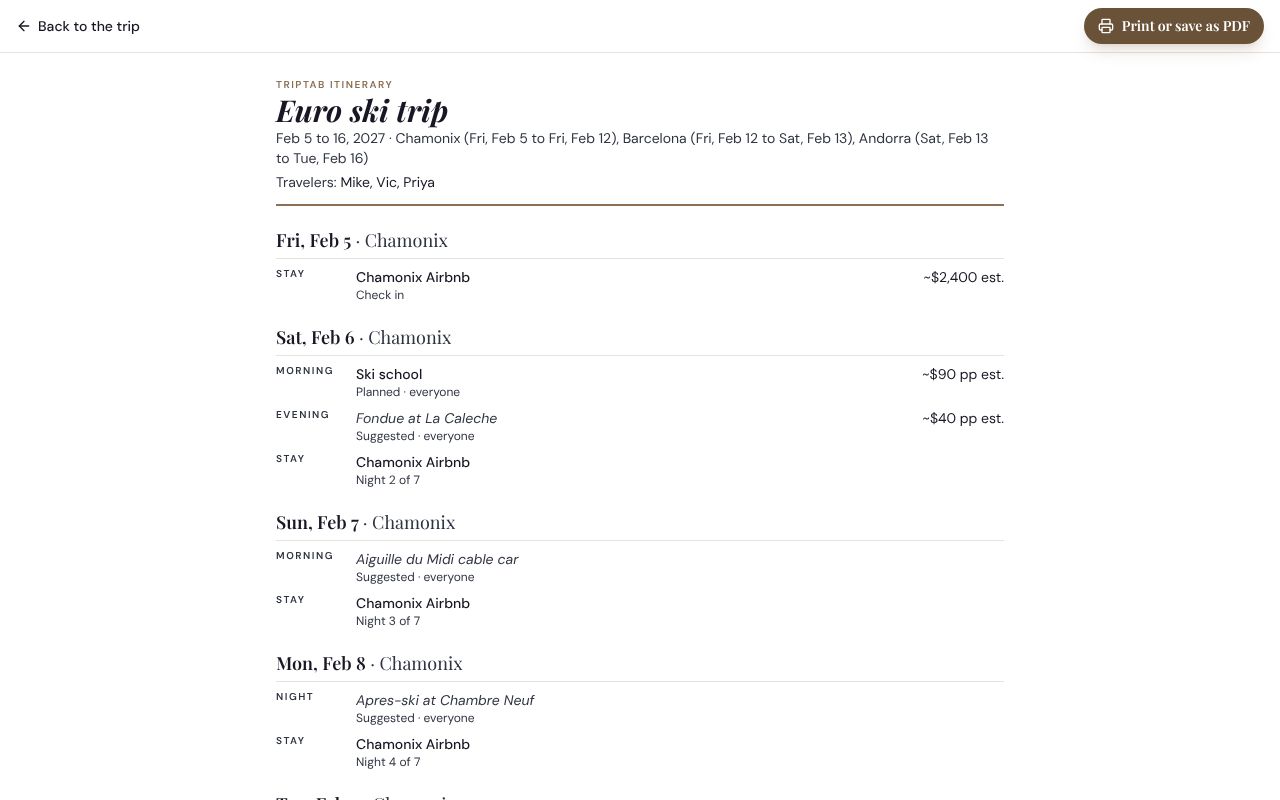 Back to the trip
Print or save as PDF
TRIPTAB ITINERARY
Euro ski trip
Feb 5 to 16, 2027 · Chamonix (Fri, Feb 5 to Fri, Feb 12), Barcelona (Fri, Feb 12 to Sat, Feb 13), Andorra (Sat, Feb 13
to Tue, Feb 16)
Travelers: Mike, Vic, Priya
Fri, Feb 5 · Chamonix
STAY Chamonix Airbnb ~$2,400 est.
Check in
Sat, Feb 6 · Chamonix
MORNING Ski school ~$90 pp est.
Planned · everyone
EVENING Fondue at La Caleche ~$40 pp est.
Suggested · everyone
STAY Chamonix Airbnb
Night 2 of 7
Sun, Feb 7 · Chamonix
MORNING Aiguille du Midi cable car
Suggested · everyone
STAY Chamonix Airbnb
Night 3 of 7
Mon, Feb 8 · Chamonix
NIGHT Apres-ski at Chambre Neuf
Suggested · everyone
STAY Chamonix Airbnb
Night 4 of 7